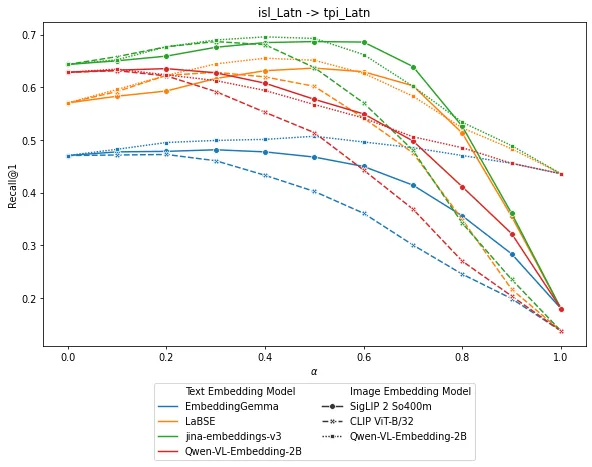 isl_Latn -> tpi_Latn
Recall@1
0.7
0.6
0.5
0.4
0.3
0.2
0.0 0.2 0.4 0.6 0.8 1.0
α
Text Embedding Model Image Embedding Model
EmbeddingGemma SigLIP 2 So400m
LaBSE CLIP ViT-B/32
jina-embeddings-v3 Qwen-VL-Embedding-2B
Qwen-VL-Embedding-2B